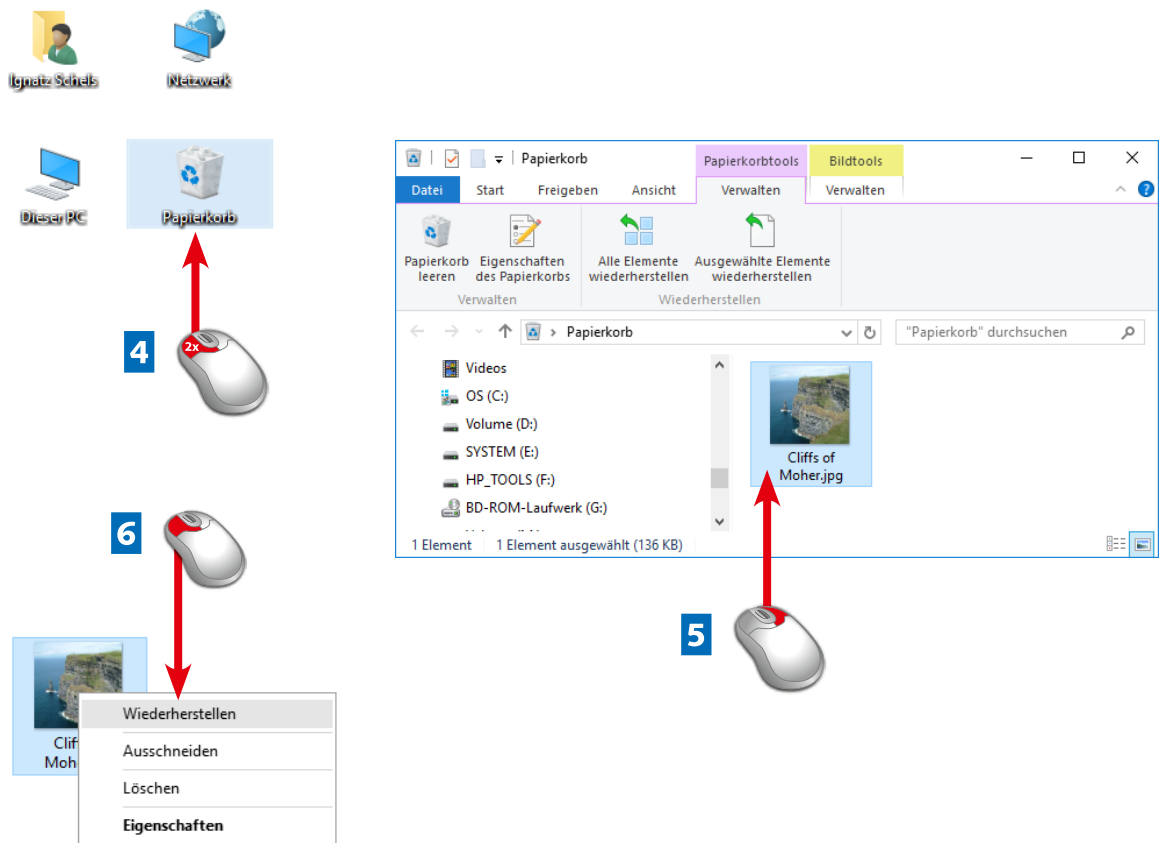 Ignatz Schels
Netzwerk
Dieser PC
Papierkorb
4
2x
Papierkorb
Papierkorbtools
Bildtools
Datei
Start
Freigeben
Ansicht
Verwalten
Verwalten
?
Papierkorb
leeren
Eigenschaften
des Papierkorbs
Alle Elemente
wiederherstellen
Ausgewählte Elemente
wiederherstellen
Verwalten
Wiederherstellen
Papierkorb
"Papierkorb" durchsuchen
Videos
OS (C:)
Volume (D:)
SYSTEM (E:)
HP_TOOLS (F:)
BD-ROM-Laufwerk (G:)
Cliffs of
Moher.jpg
1 Element
1 Element ausgewählt (136 KB)
5
6
Clif
Moh
Wiederherstellen
Ausschneiden
Löschen
Eigenschaften